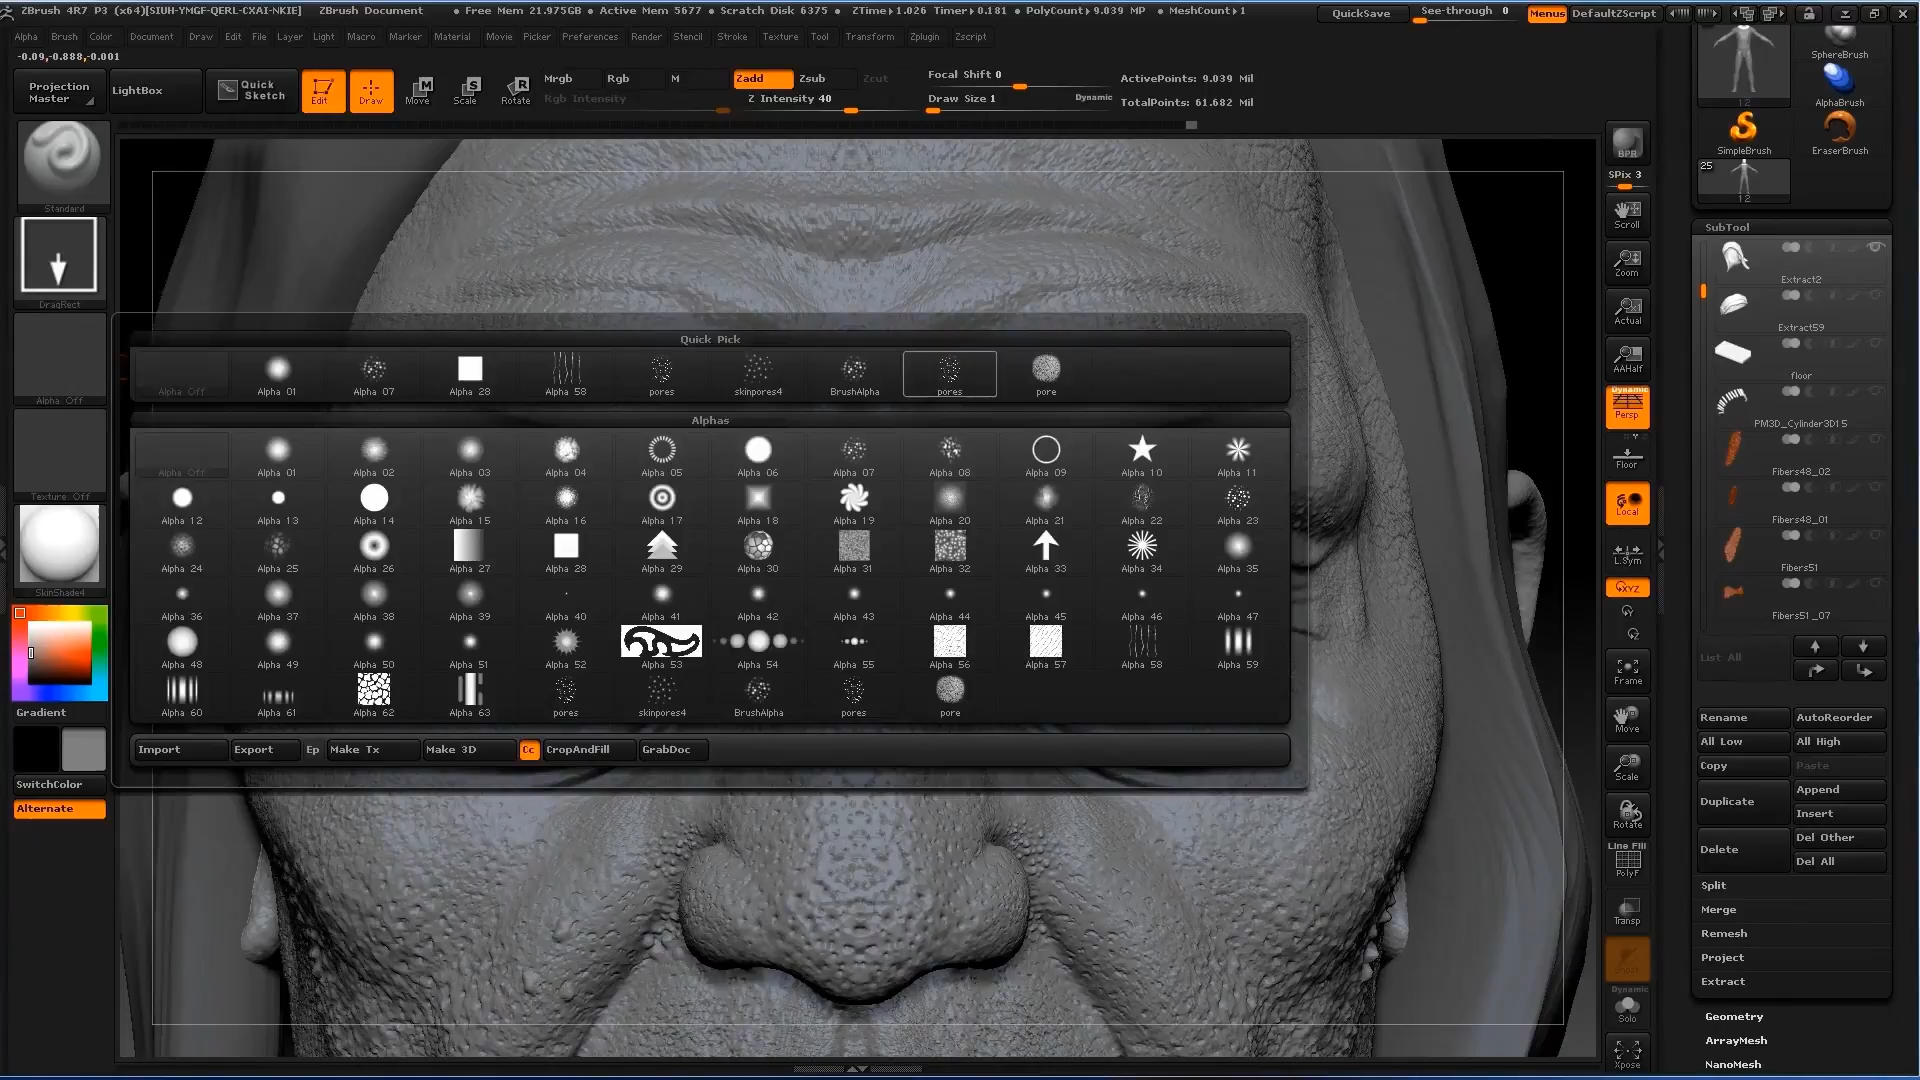 ZBrush 4R7 P3 (x64)[SIUH-YMGF-QERL-CXAI-NKIE] ZBrush Document • Free Mem 21.975GB • Active Mem 5677 • Scratch Disk 6375 • ZTime▸1.026 Timer▸0.181 • PolyCount▸9.039 MP • MeshCount▸1 QuickSave See-through 0 Menus DefaultZScript
Alpha Brush Color Document Draw Edit File Layer Light Macro Marker Material Movie Picker Preferences Render Stencil Stroke Texture Tool Transform Zplugin Zscript
-0.09,-0.888,-0.001
Projection Master
LightBox
Quick Sketch
Edit
Draw
Move
Scale
Rotate
Mrgb Rgb M Zadd Zsub Zcut
Rgb Intensity
Z Intensity 40
Focal Shift 0
Draw Size 1
Dynamic
ActivePoints: 9.039 Mil
TotalPoints: 61.682 Mil
Standard
DragRect
Alpha Off
Texture Off
SkinShade4
Gradient
SwitchColor
Alternate
Quick Pick
Alpha Off Alpha 01 Alpha 07 Alpha 28 Alpha 58 pores skinpores4 BrushAlpha pores pore
Alphas
Alpha Off Alpha 01 Alpha 02 Alpha 03 Alpha 04 Alpha 05 Alpha 06 Alpha 07 Alpha 08 Alpha 09 Alpha 10 Alpha 11
Alpha 12 Alpha 13 Alpha 14 Alpha 15 Alpha 16 Alpha 17 Alpha 18 Alpha 19 Alpha 20 Alpha 21 Alpha 22 Alpha 23
Alpha 24 Alpha 25 Alpha 26 Alpha 27 Alpha 28 Alpha 29 Alpha 30 Alpha 31 Alpha 32 Alpha 33 Alpha 34 Alpha 35
Alpha 36 Alpha 37 Alpha 38 Alpha 39 Alpha 40 Alpha 41 Alpha 42 Alpha 43 Alpha 44 Alpha 45 Alpha 46 Alpha 47
Alpha 48 Alpha 49 Alpha 50 Alpha 51 Alpha 52 Alpha 53 Alpha 54 Alpha 55 Alpha 56 Alpha 57 Alpha 58 Alpha 59
Alpha 60 Alpha 61 Alpha 62 Alpha 63 pores skinpores4 BrushAlpha pores pore
Import Export Ep Make Tx Make 3D Cc CropAndFill GrabDoc
BPR
SPix 3
Scroll
Zoom
Actual
AAHalf
Dynamic
Persp
Floor
Local
L.Sym
XYZ
Frame
Move
Scale
Rotate
Line Fill
PolyF
Transp
Dynamic
Solo
Xpose
12
SphereBrush
AlphaBrush
SimpleBrush
EraserBrush
25
12
SubTool
Extract2
Extract59
floor
PM3D_Cylinder3D15
Fibers48_02
Fibers48_01
Fibers51
Fibers51_07
List All
Rename AutoReorder
All Low All High
Copy Paste
Duplicate Append
Insert
Delete Del Other
Del All
Split
Merge
Remesh
Project
Extract
Geometry
ArrayMesh
NanoMesh